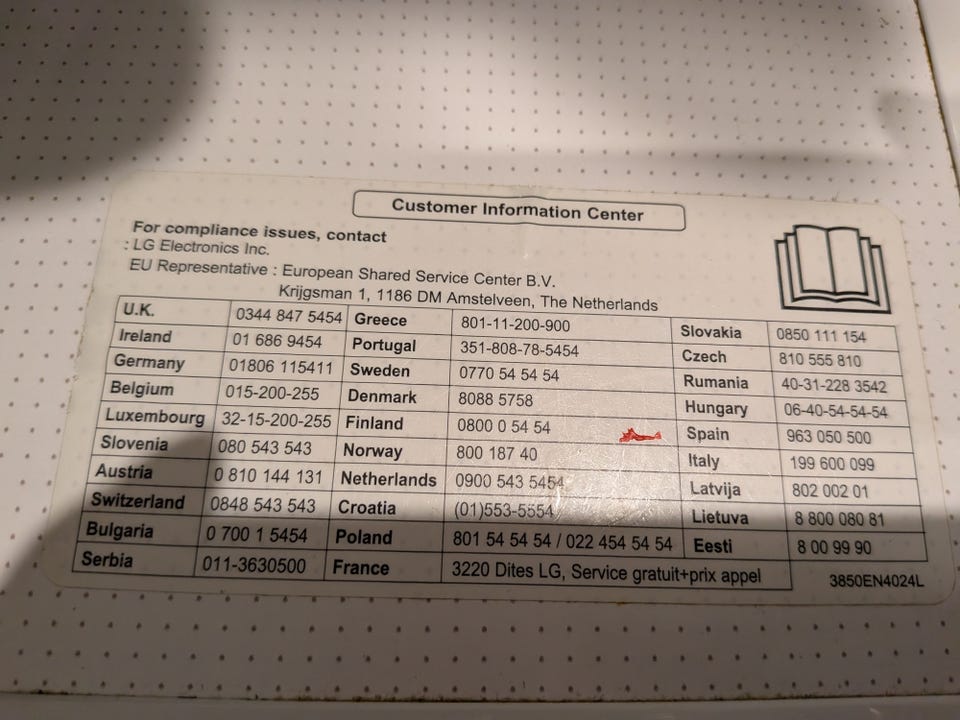 Customer Information Center
For compliance issues, contact
: LG Electronics Inc.
EU Representative : European Shared Service Center B.V.
Krijgsman 1, 1186 DM Amstelveen, The Netherlands
U.K. 0344 847 5454 Greece 801-11-200-900 Slovakia 0850 111 154
Ireland 01 686 9454 Portugal 351-808-78-5454 Czech 810 555 810
Germany 01806 115411 Sweden 0770 54 54 54 Rumania 40-31-228 3542
Belgium 015-200-255 Denmark 8088 5758 Hungary 06-40-54-54-54
Luxembourg 32-15-200-255 Finland 0800 0 54 54 Spain 963 050 500
Slovenia 080 543 543 Norway 800 187 40 Italy 199 600 099
Austria 0 810 144 131 Netherlands 0900 543 5454 Latvija 802 002 01
Switzerland 0848 543 543 Croatia (01)553-5554 Lietuva 8 800 080 81
Bulgaria 0 700 1 5454 Poland 801 54 54 54 / 022 454 54 54 Eesti 8 00 99 90
Serbia 011-3630500 France 3220 Dites LG, Service gratuit+prix appel 3850EN4024L